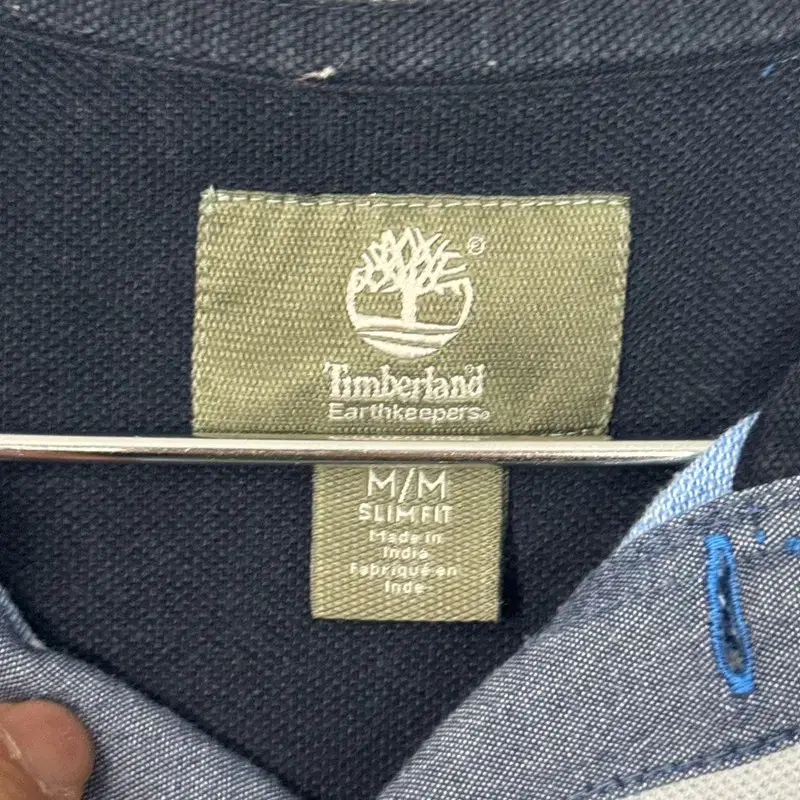 ®
Timberland®
Earthkeepers®
M/M
SLIM FIT
Made in
India
Fabriqué en
Inde